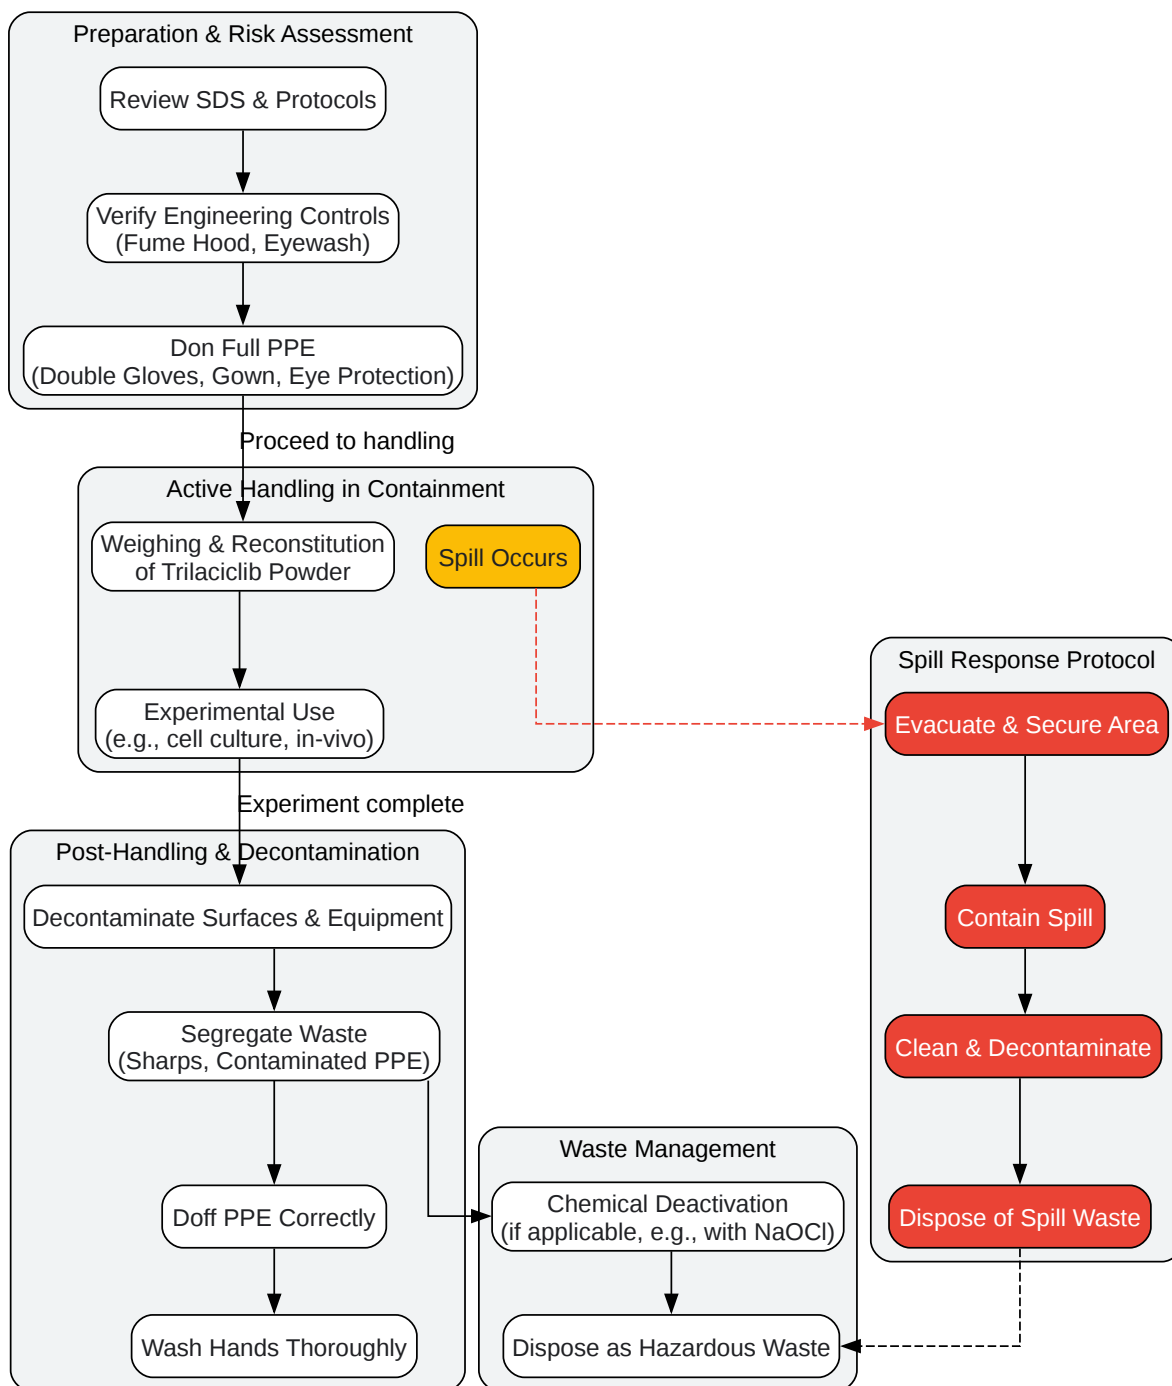 Preparation & Risk Assessment
Review SDS & Protocols
Verify Engineering Controls
(Fume Hood, Eyewash)
Don Full PPE
(Double Gloves, Gown, Eye Protection)
Proceed to handling
Active Handling in Containment
Weighing & Reconstitution
of Trilaciclib Powder
Spill Occurs
Experimental Use
(e.g., cell culture, in-vivo)
Experiment complete
Spill Response Protocol
Evacuate & Secure Area
Contain Spill
Clean & Decontaminate
Dispose of Spill Waste
Post-Handling & Decontamination
Decontaminate Surfaces & Equipment
Segregate Waste
(Sharps, Contaminated PPE)
Doff PPE Correctly
Wash Hands Thoroughly
Waste Management
Chemical Deactivation
(if applicable, e.g., with NaOCl)
Dispose as Hazardous Waste